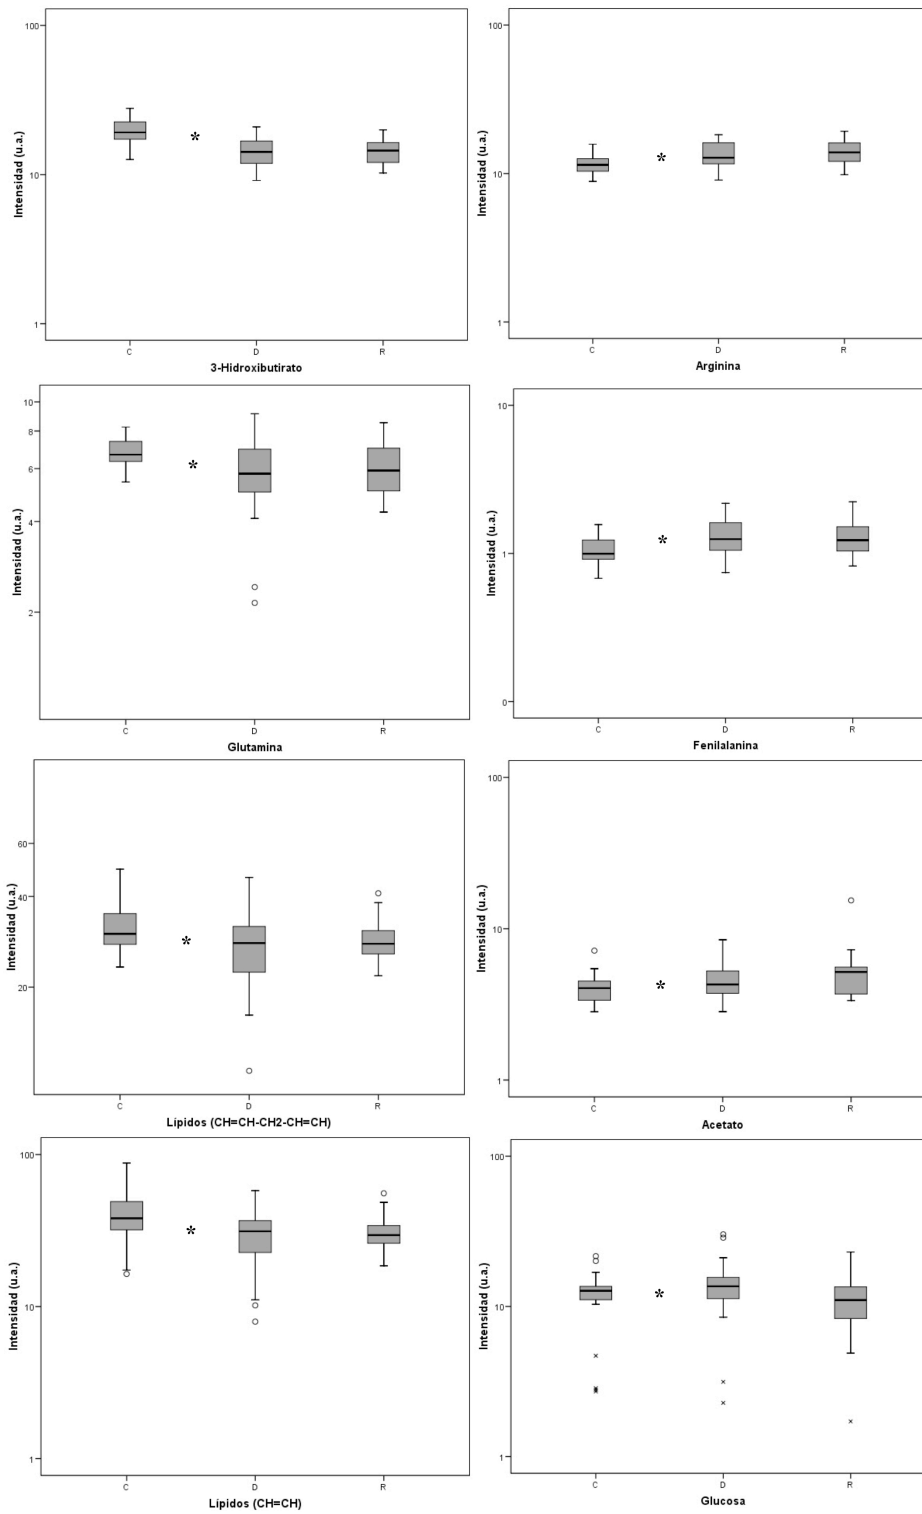 100
10
1
Intensidad (u.a.)
*
C D R
3-Hidroxibutirato
100
10
1
Intensidad (u.a.)
*
C D R
Arginina
10
8
6
4
2
Intensidad (u.a.)
*
C D R
Glutamina
10
1
0
Intensidad (u.a.)
*
C D R
Fenilalanina
60
40
20
Intensidad (u.a.)
*
C D R
Lípidos (CH=CH-CH2-CH=CH)
100
10
1
Intensidad (u.a.)
*
C D R
Acetato
100
10
1
Intensidad (u.a.)
*
C D R
Lípidos (CH=CH)
100
10
1
Intensidad (u.a.)
*
C D R
Glucosa